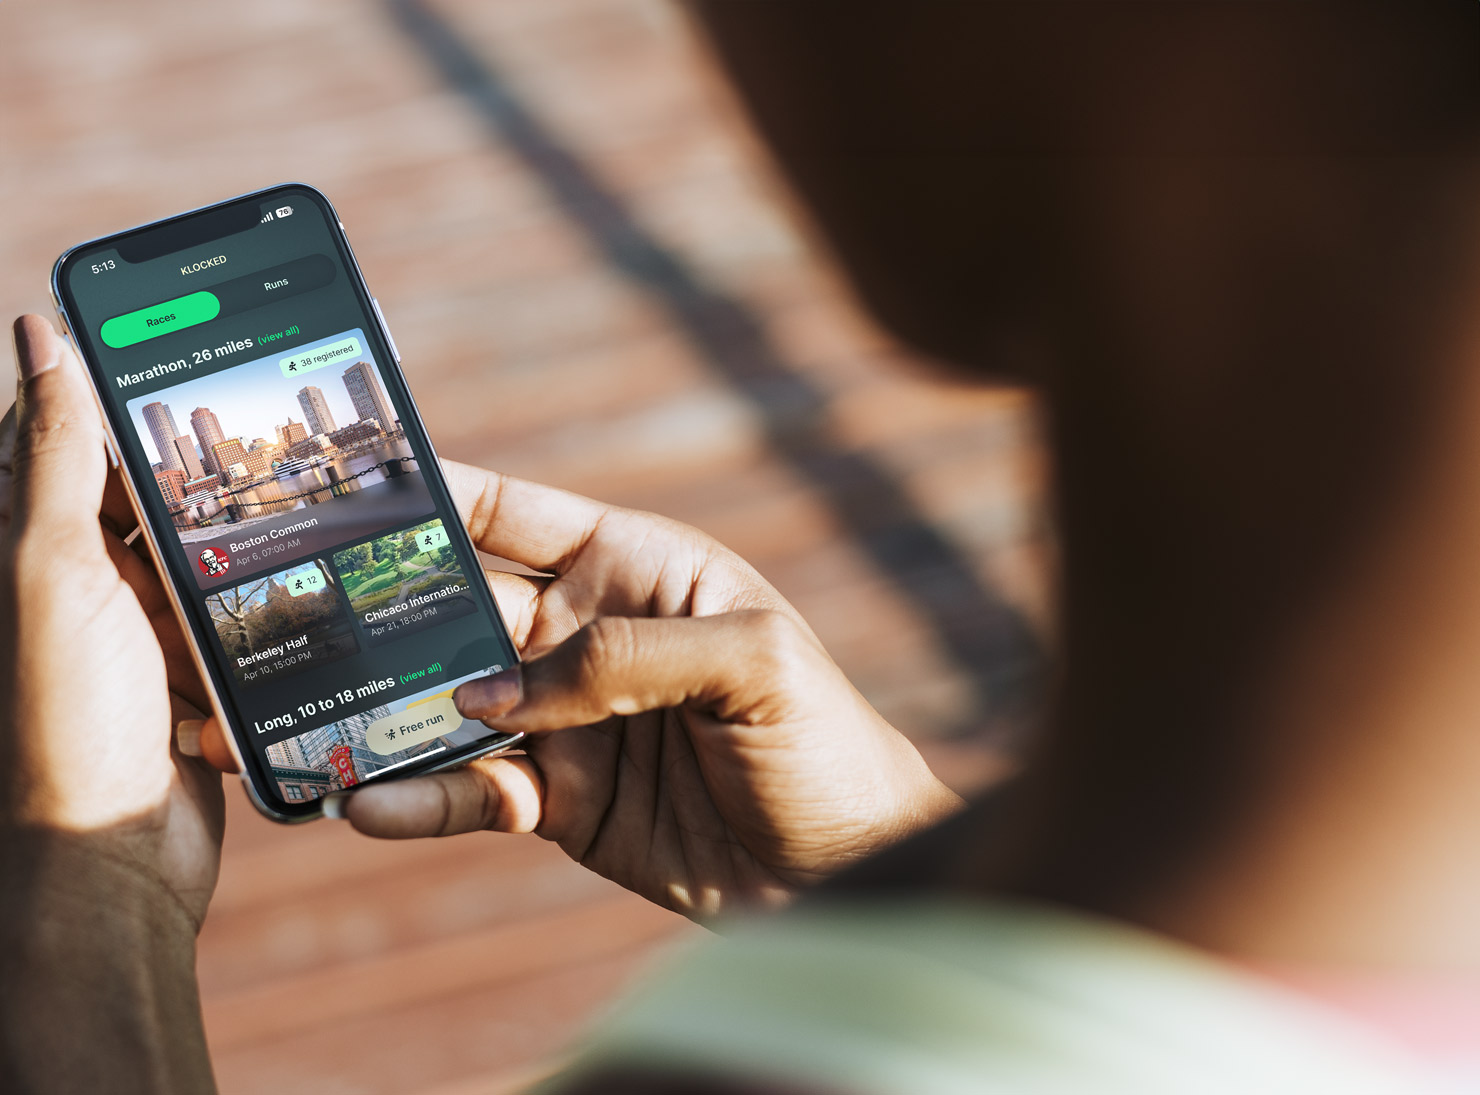 5:13
76
KLOCKED
Races
Runs
Marathon, 26 miles (view all)
38 registered
Boston Common
Apr 6, 07:00 AM
KFC
12
Berkeley Half
Apr 10, 15:00 PM
7
Chicaco Internatio...
Apr 21, 18:00 PM
Long, 10 to 18 miles (view all)
Free run
CH